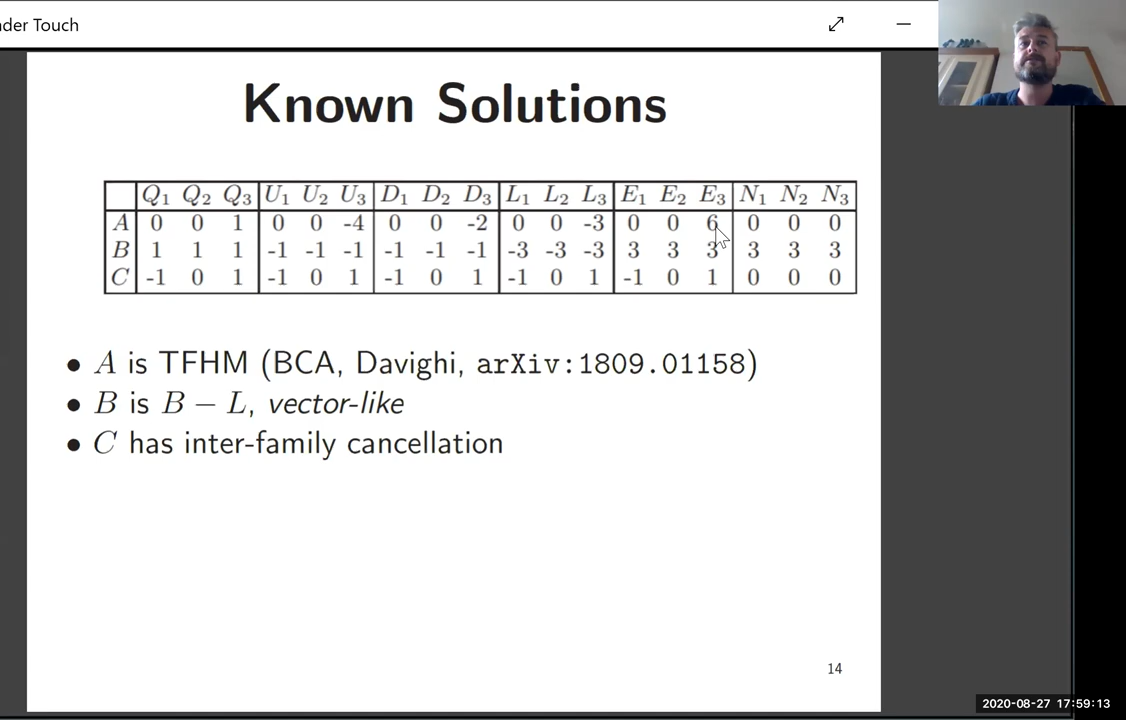 nder Touch
Known Solutions
Q1 Q2 Q3 U1 U2 U3 D1 D2 D3 L1 L2 L3 E1 E2 E3 N1 N2 N3
A 0 0 1 0 0 -4 0 0 -2 0 0 -3 0 0 6 0 0 0
B 1 1 1 -1 -1 -1 -1 -1 -1 -3 -3 -3 3 3 3 3 3 3
C -1 0 1 -1 0 1 -1 0 1 -1 0 1 -1 0 1 0 0 0
• A is TFHM (BCA, Davighi, arXiv:1809.01158)
• B is B − L, vector-like
• C has inter-family cancellation
14
2020-08-27 17:59:13